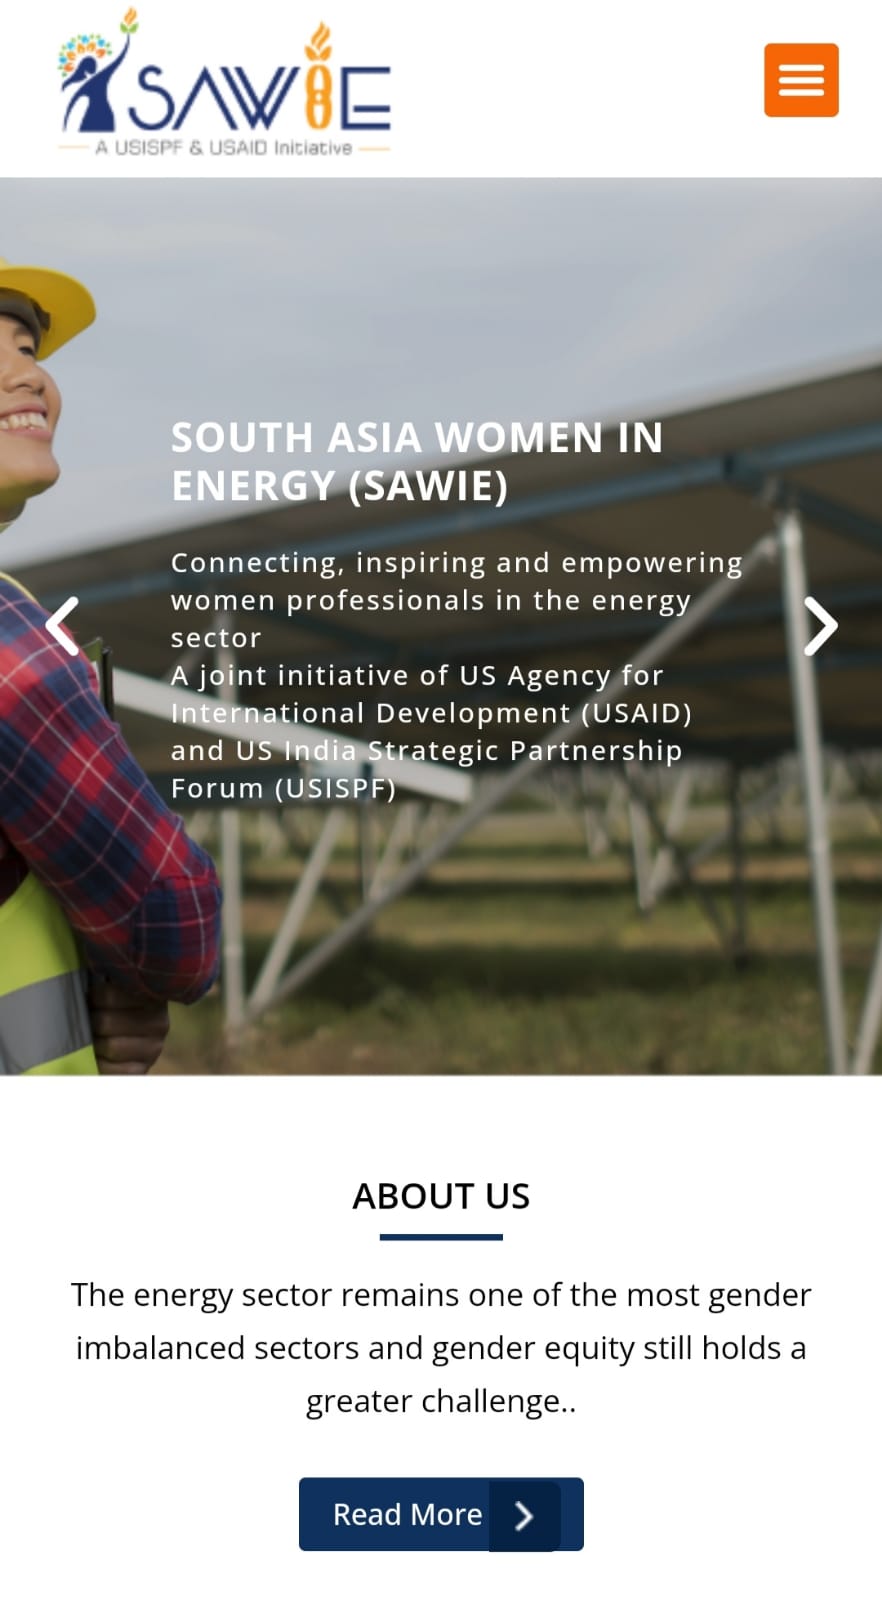 SAWIE
A USISPF & USAID Initiative
SOUTH ASIA WOMEN IN
ENERGY (SAWIE)
Connecting, inspiring and empowering
women professionals in the energy
sector
A joint initiative of US Agency for
International Development (USAID)
and US India Strategic Partnership
Forum (USISPF)
ABOUT US
The energy sector remains one of the most gender
imbalanced sectors and gender equity still holds a
greater challenge..
Read More